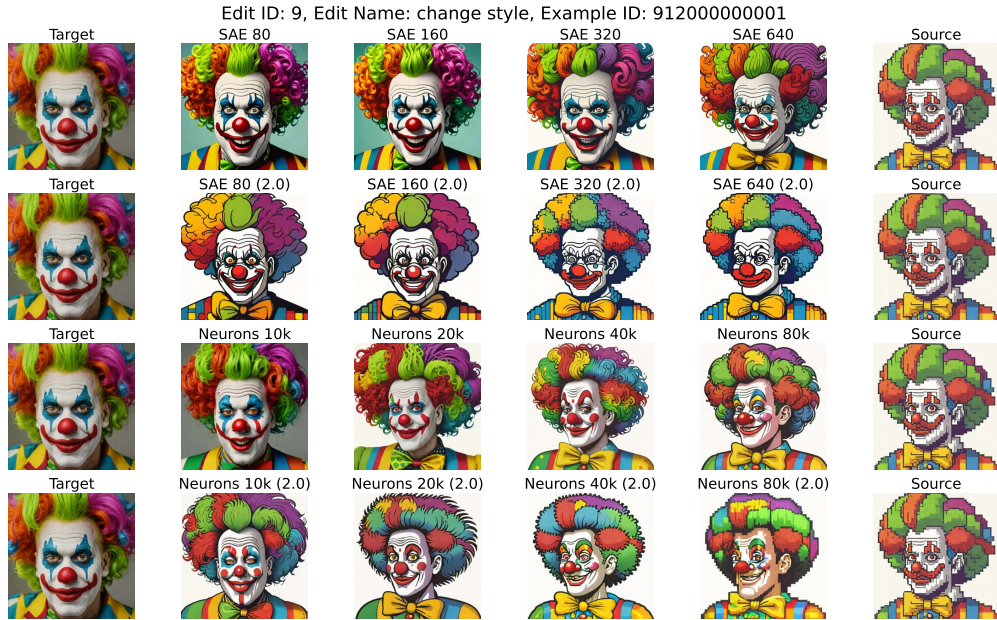 Edit ID: 9, Edit Name: change style, Example ID: 912000000001
Target SAE 80 SAE 160 SAE 320 SAE 640 Source
Target SAE 80 (2.0) SAE 160 (2.0) SAE 320 (2.0) SAE 640 (2.0) Source
Target Neurons 10k Neurons 20k Neurons 40k Neurons 80k Source
Target Neurons 10k (2.0) Neurons 20k (2.0) Neurons 40k (2.0) Neurons 80k (2.0) Source